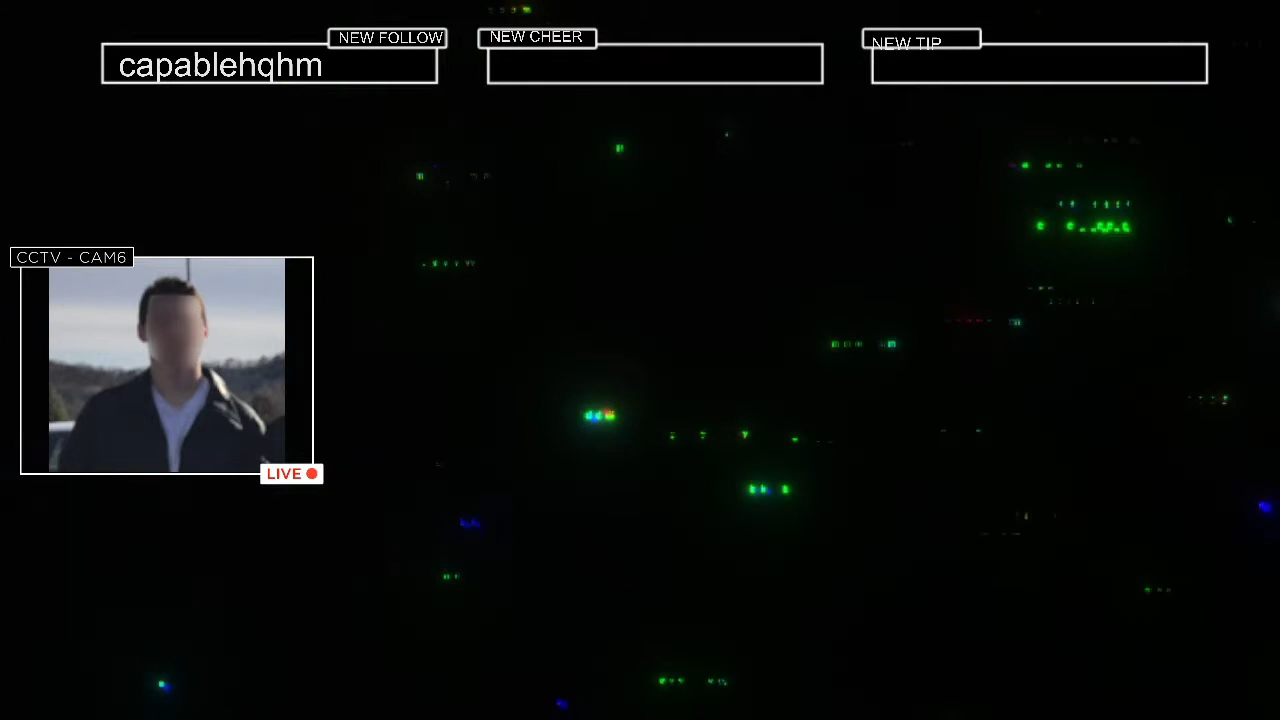 NEW FOLLOW
NEW CHEER
NEW TIP
capablehqhm
CCTV - CAM6
LIVE